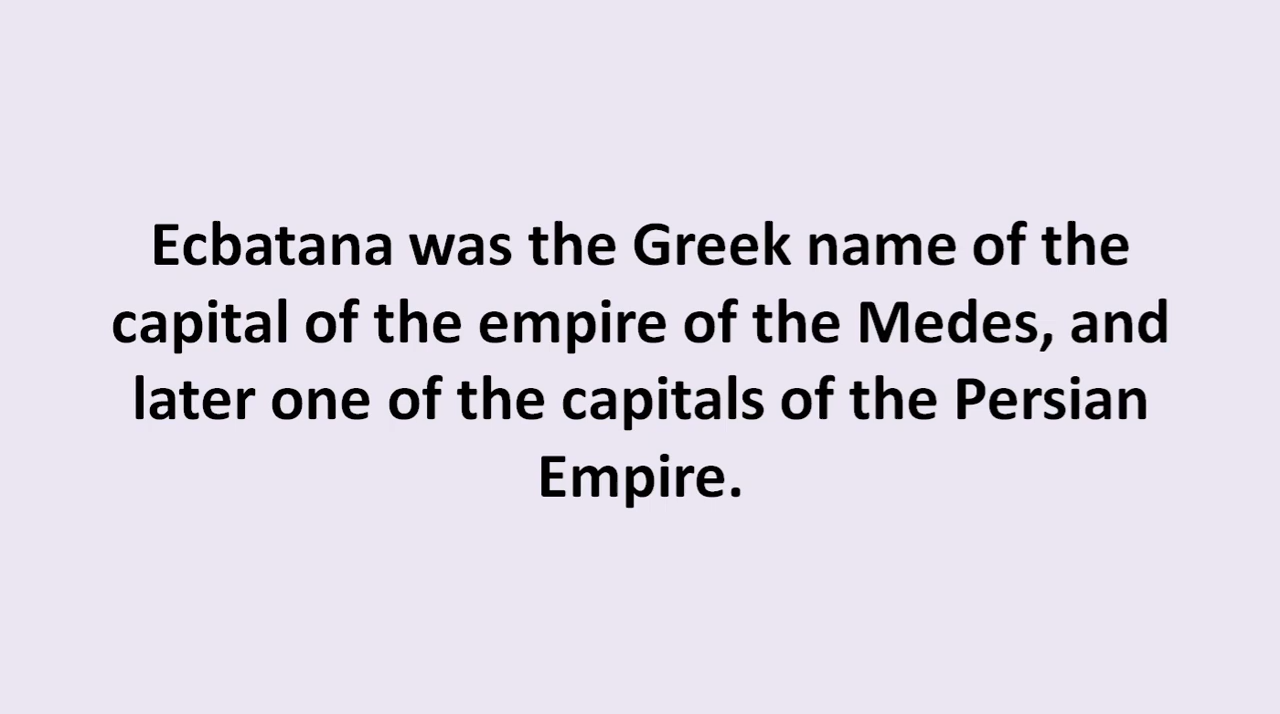 Ecbatana was the Greek name of the
capital of the empire of the Medes, and
later one of the capitals of the Persian
Empire.